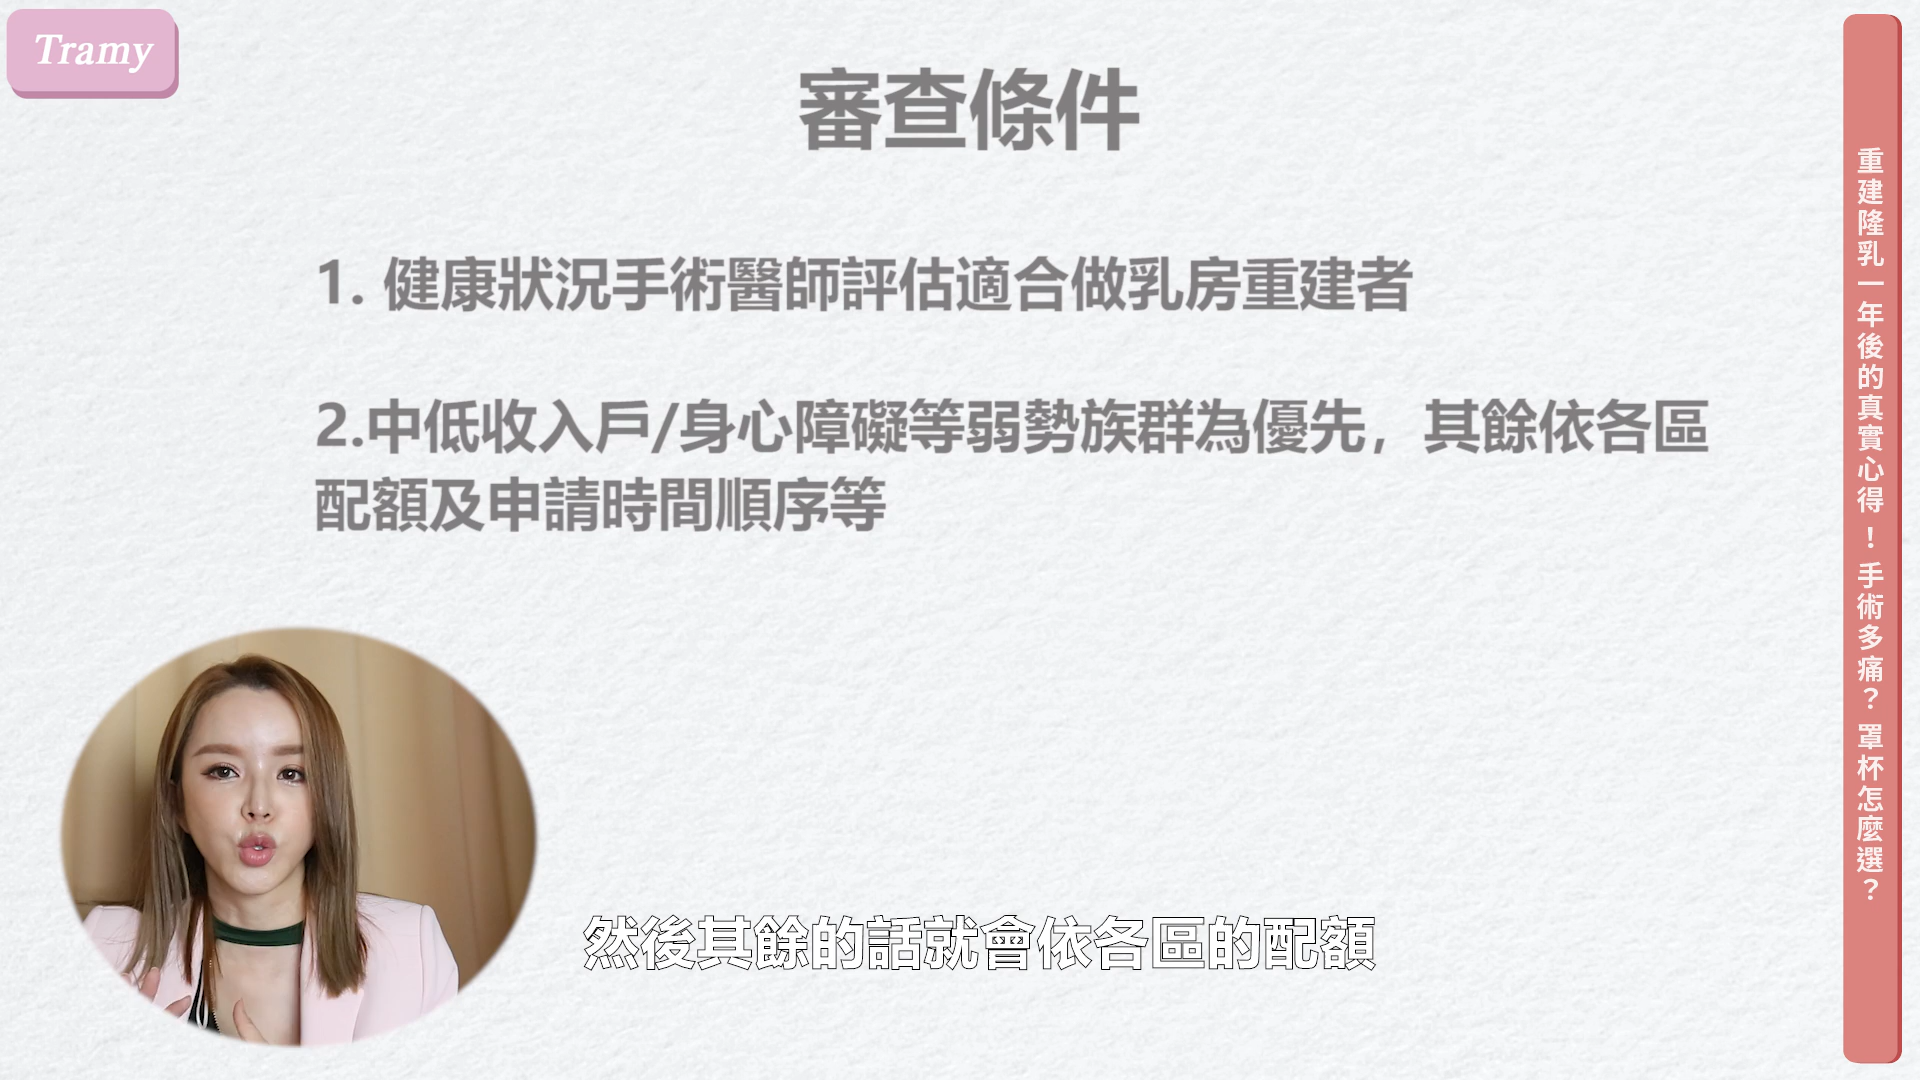 Tramy
審查條件
1. 健康狀況手術醫師評估適合做乳房重建者
2.中低收入戶/身心障礙等弱勢族群為優先，其餘依各區
配額及申請時間順序等
然後其餘的話就會依各區的配額
重建隆乳一年後的真實心得！手術多痛？罩杯怎麼選？